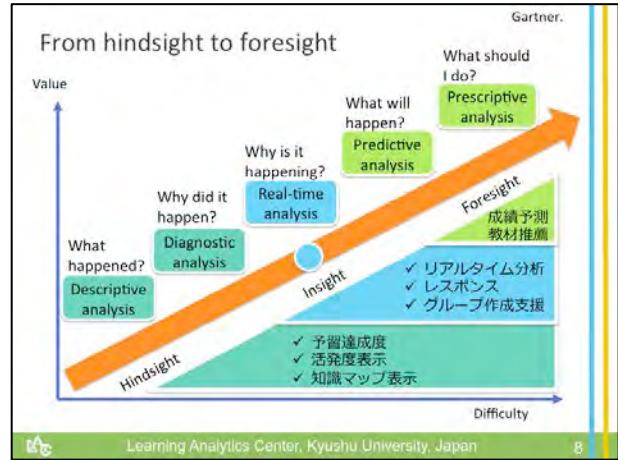 Gartner.
From hindsight to foresight
Value
What should
I do?
Prescriptive
analysis
What will
happen?
Predictive
analysis
Why is it
happening?
Real-time
analysis
Why did it
happen?
Diagnostic
analysis
What
happened?
Descriptive
analysis
Foresight
Insight
Hindsight
成績予測
教材推薦
✓ リアルタイム分析
✓ レスポンス
✓ グループ作成支援
✓ 予習達成度
✓ 活発度表示
✓ 知識マップ表示
Difficulty
Learning Analytics Center, Kyushu University, Japan
8